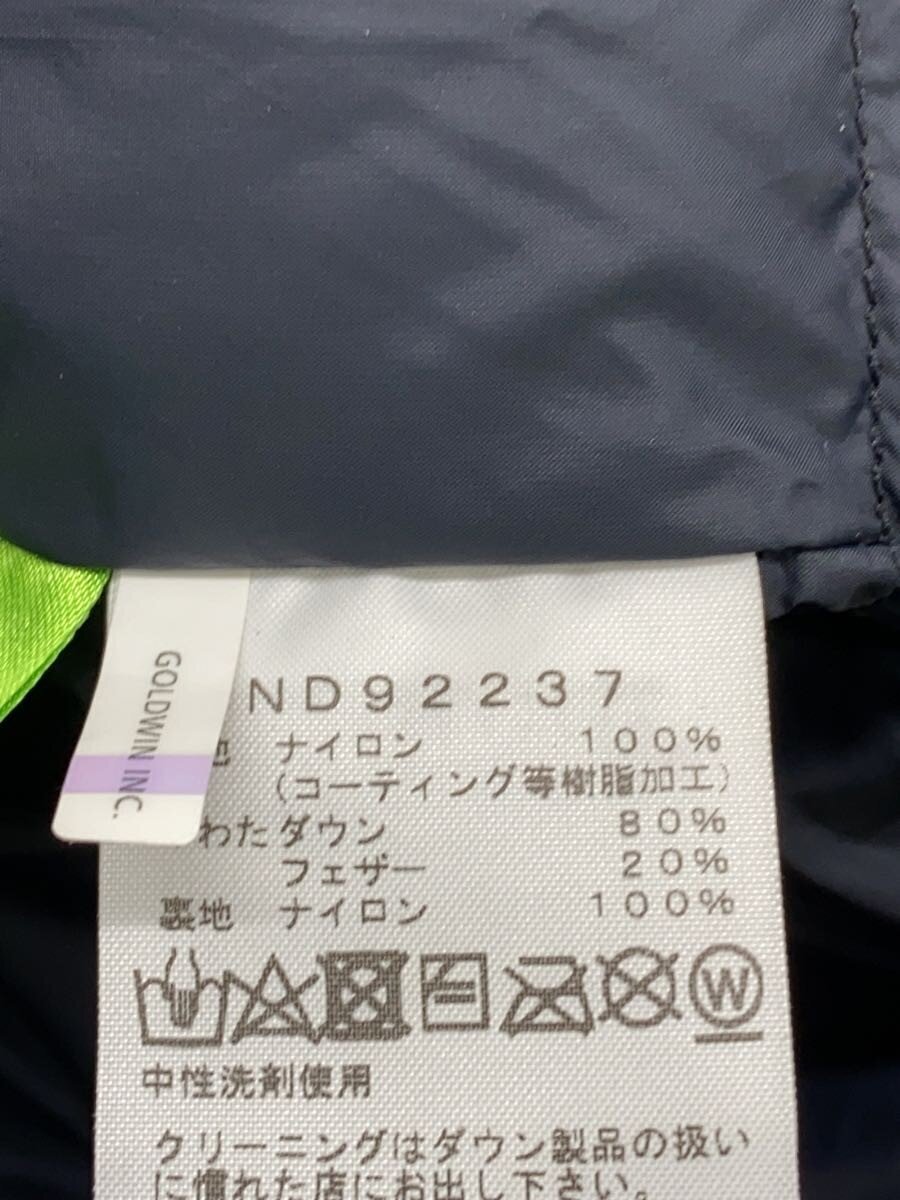 GOLDWIN INC.
ND92237
地 ナイロン 100%
(コーティング等樹脂加工)
わた ダウン 80%
フェザー 20%
裏地 ナイロン 100%
W
中性洗剤使用
クリーニングはダウン製品の扱い
に慣れた店にお出し下さい。